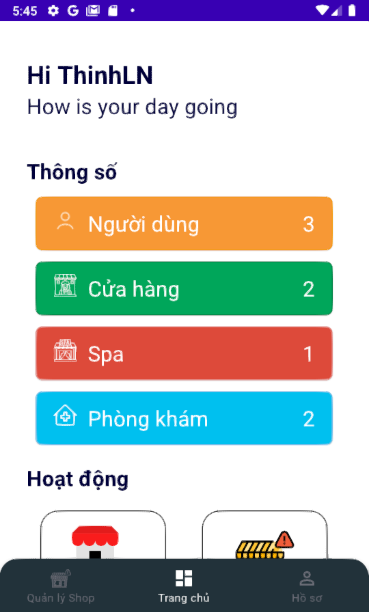 5:45
Hi ThinhLN
How is your day going
Thông số
Người dùng 3
Cửa hàng 2
Spa 1
Phòng khám 2
Hoạt động
Quản lý Shop Trang chủ Hồ sơ